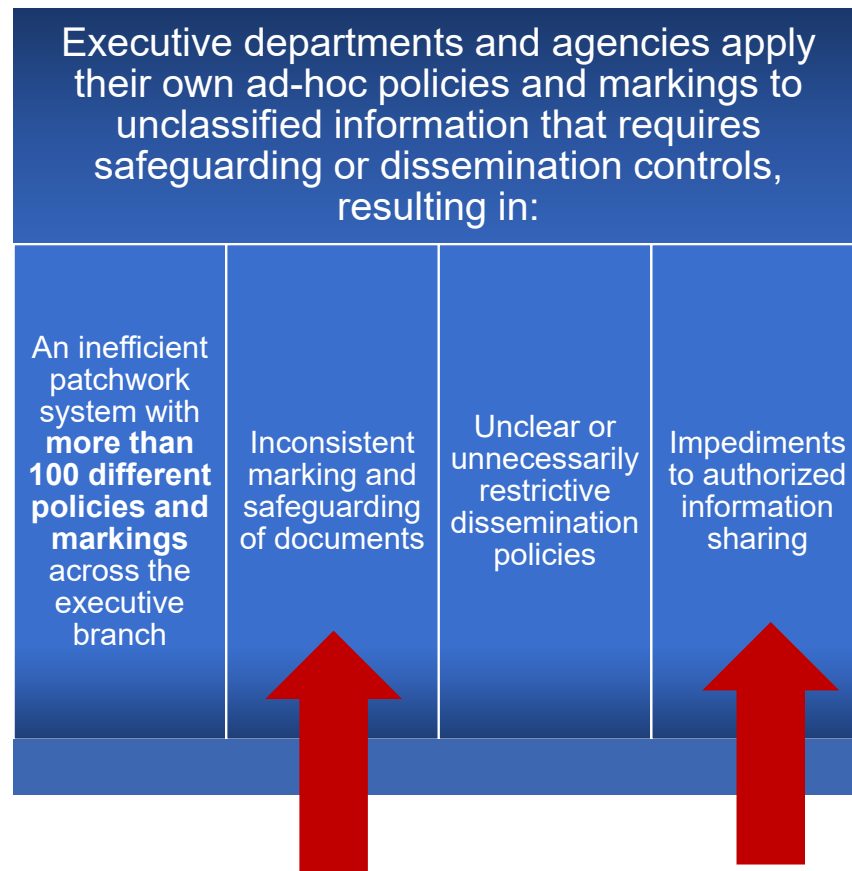 Executive departments and agencies apply
their own ad-hoc policies and markings to
unclassified information that requires
safeguarding or dissemination controls,
resulting in:
An inefficient
patchwork
system with
more than
100 different
policies and
markings
across the
executive
branch
Inconsistent
marking and
safeguarding
of documents
Unclear or
unnecessarily
restrictive
dissemination
policies
Impediments
to authorized
information
sharing